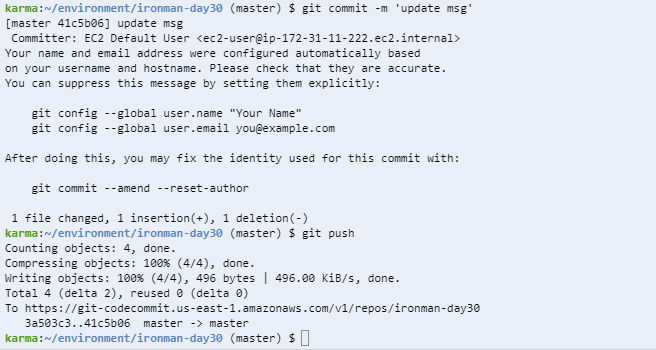 karma:~/environment/ironman-day30 (master) $ git commit -m 'update msg'
[master 41c5b06] update msg
 Committer: EC2 Default User <ec2-user@ip-172-31-11-222.ec2.internal>
Your name and email address were configured automatically based
on your username and hostname. Please check that they are accurate.
You can suppress this message by setting them explicitly:

    git config --global user.name "Your Name"
    git config --global user.email you@example.com

After doing this, you may fix the identity used for this commit with:

    git commit --amend --reset-author

 1 file changed, 1 insertion(+), 1 deletion(-)
karma:~/environment/ironman-day30 (master) $ git push
Counting objects: 4, done.
Compressing objects: 100% (4/4), done.
Writing objects: 100% (4/4), 496 bytes | 496.00 KiB/s, done.
Total 4 (delta 2), reused 0 (delta 0)
To https://git-codecommit.us-east-1.amazonaws.com/v1/repos/ironman-day30
   3a503c3..41c5b06  master -> master
karma:~/environment/ironman-day30 (master) $